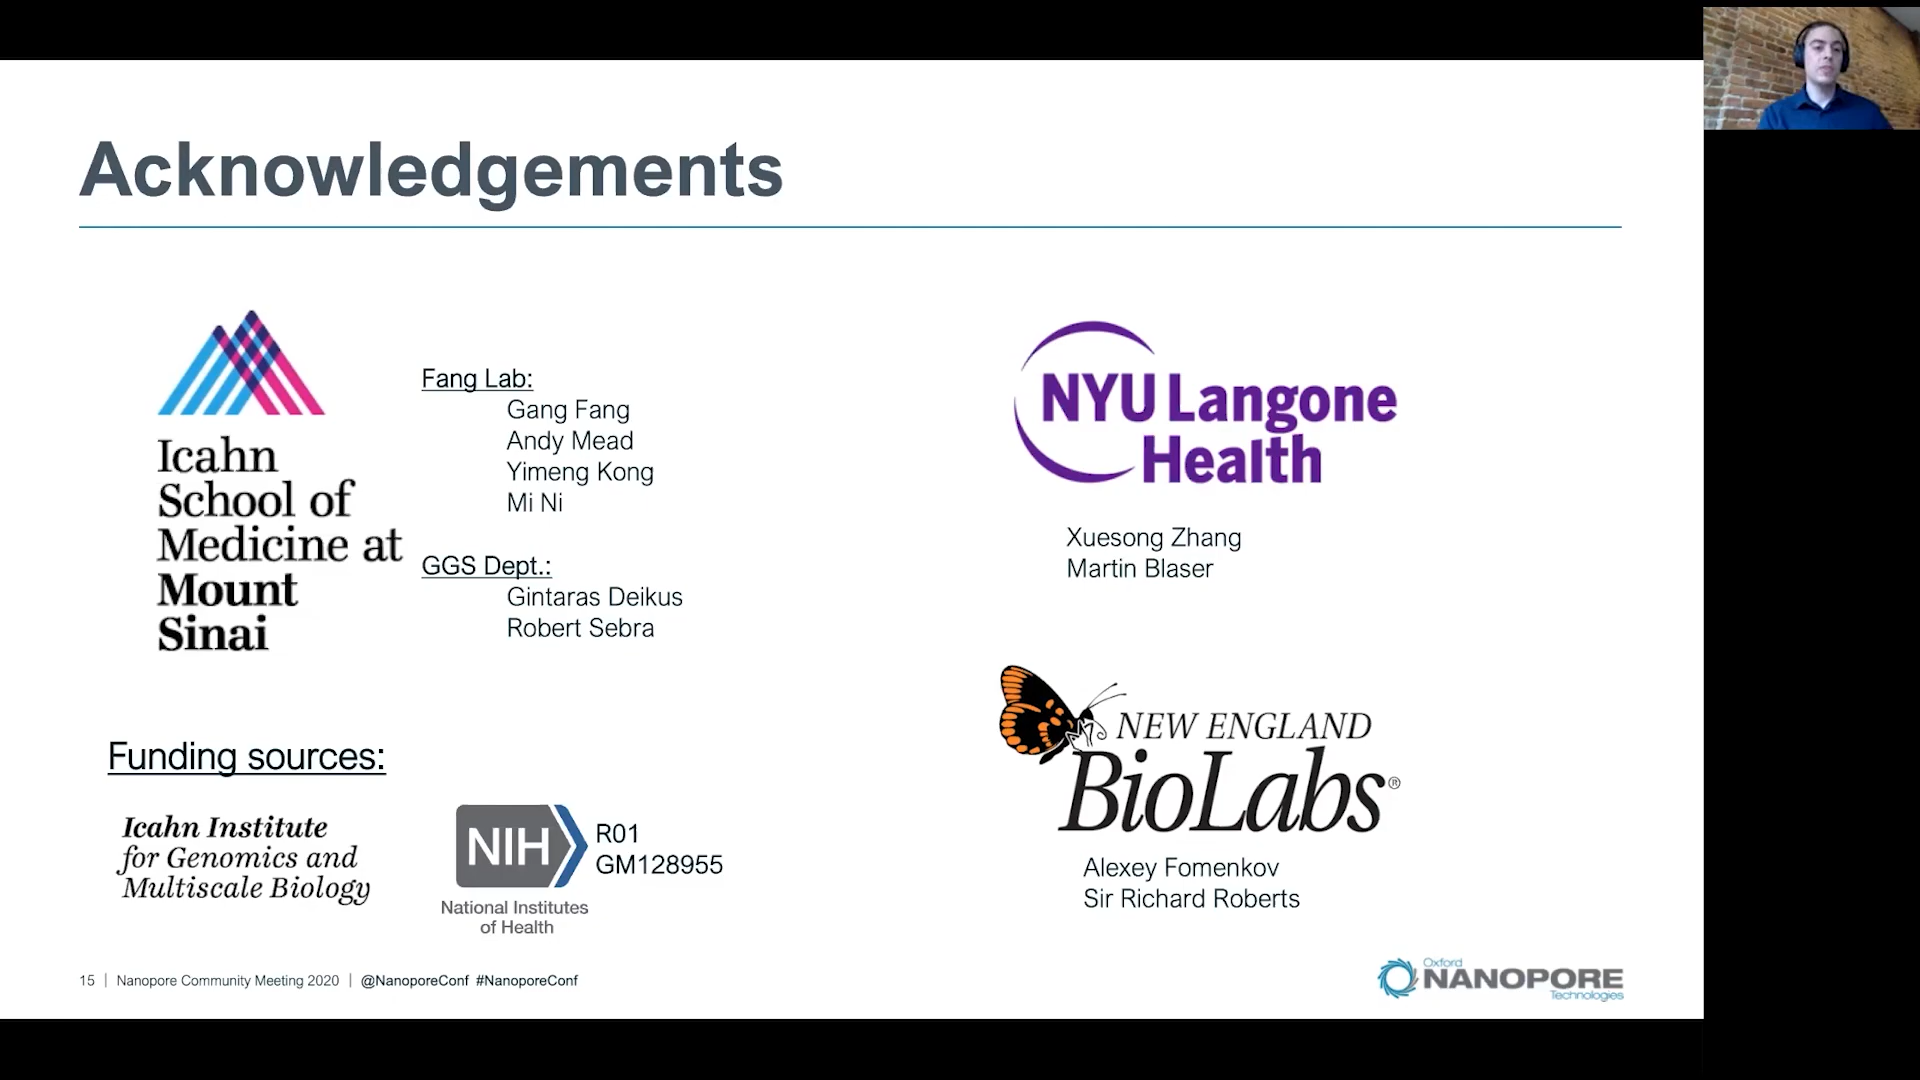 Acknowledgements
Icahn
School of
Medicine at
Mount
Sinai
Fang Lab:
Gang Fang
Andy Mead
Yimeng Kong
Mi Ni
GGS Dept.:
Gintaras Deikus
Robert Sebra
NYU Langone
Health
Xuesong Zhang
Martin Blaser
Funding sources:
Icahn Institute
for Genomics and
Multiscale Biology
NIH
National Institutes
of Health
R01
GM128955
NEW ENGLAND
BioLabs®
Alexey Fomenkov
Sir Richard Roberts
15 | Nanopore Community Meeting 2020 | @NanoporeConf #NanoporeConf
Oxford
NANOPORE
Technologies